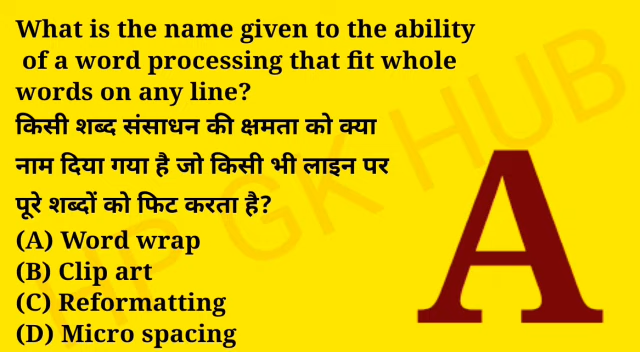 What is the name given to the ability
of a word processing that fit whole
words on any line?
किसी शब्द संसाधन की क्षमता को क्या
नाम दिया गया है जो किसी भी लाइन पर
पूरे शब्दों को फिट करता है?
(A) Word wrap
(B) Clip art
(C) Reformatting
(D) Micro spacing
A
HP GK HUB